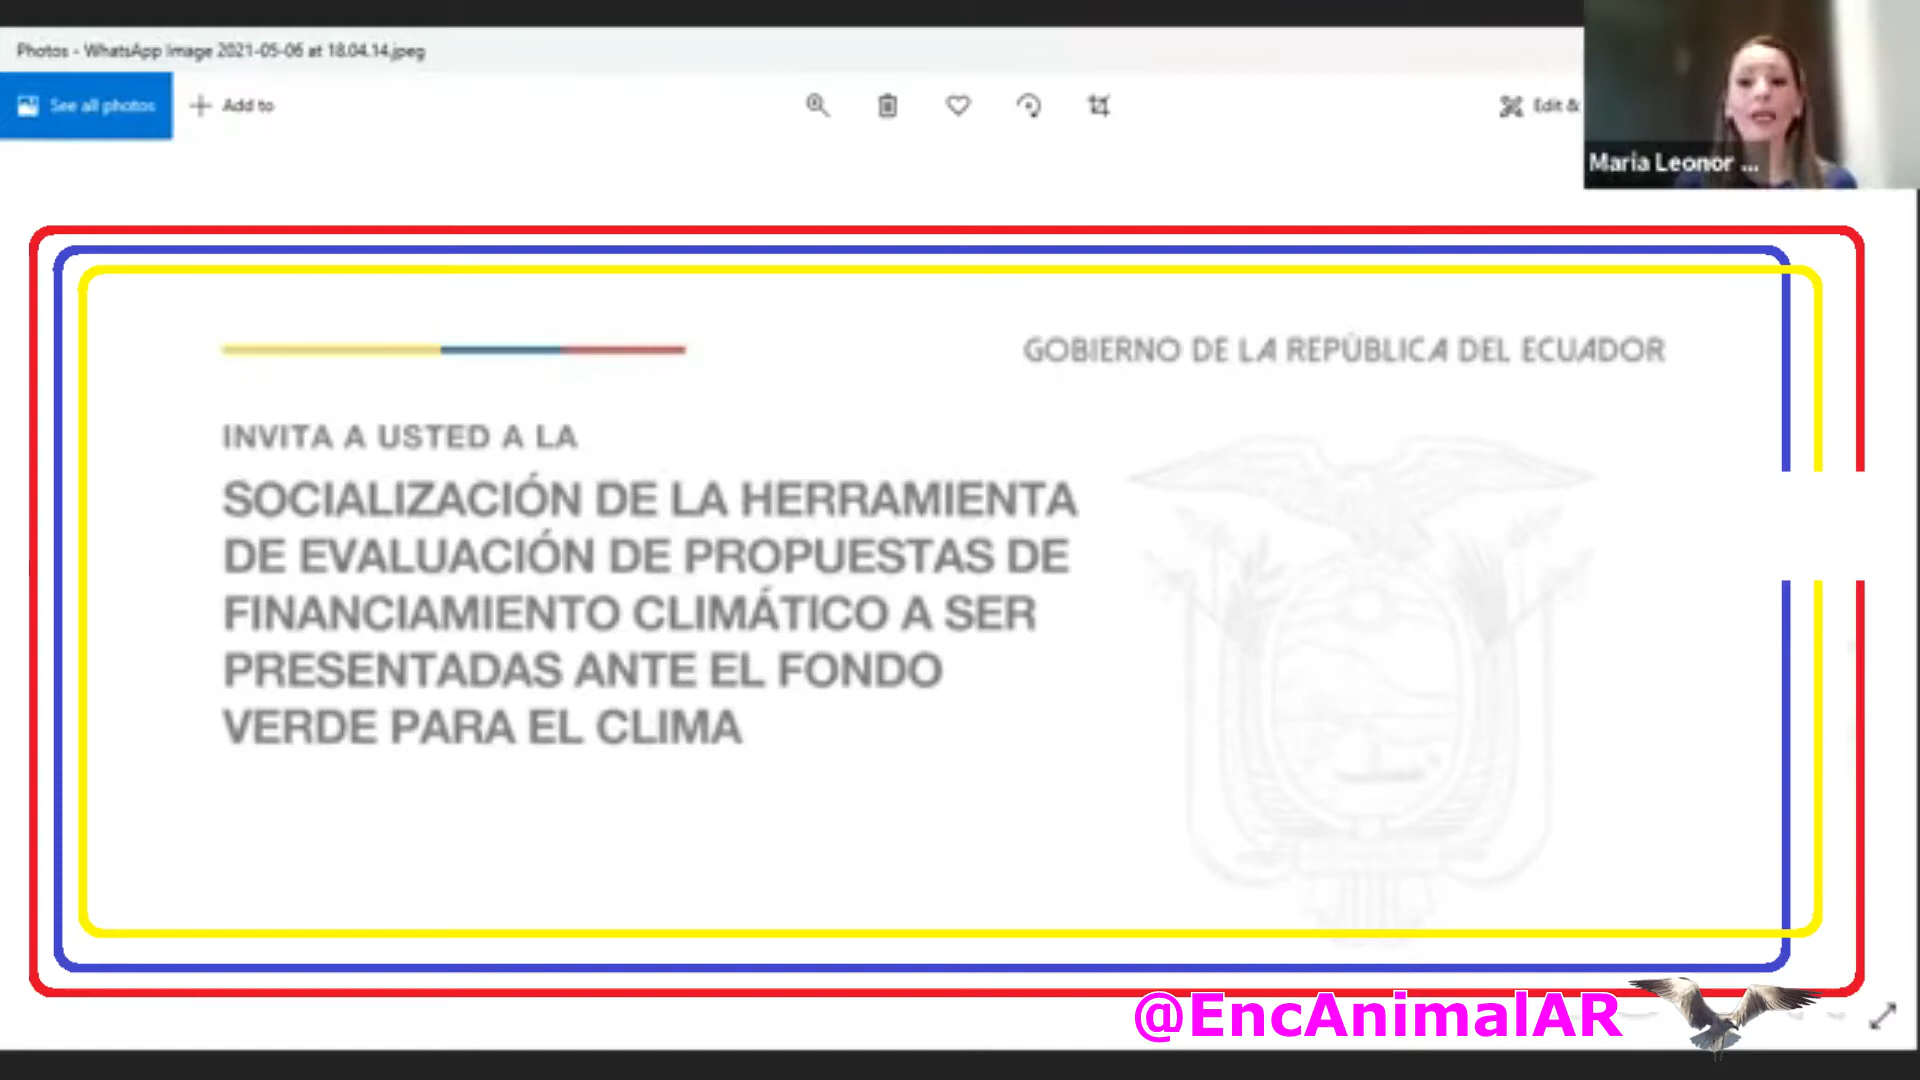 Photos - WhatsApp Image 2021-05-06 at 18.04.14.jpeg
See all photos
Add to
Edit &
Maria Leonor ...
GOBIERNO DE LA REPÚBLICA DEL ECUADOR
INVITA A USTED A LA
SOCIALIZACIÓN DE LA HERRAMIENTA
DE EVALUACIÓN DE PROPUESTAS DE
FINANCIAMIENTO CLIMÁTICO A SER
PRESENTADAS ANTE EL FONDO
VERDE PARA EL CLIMA
@EncAnimalAR